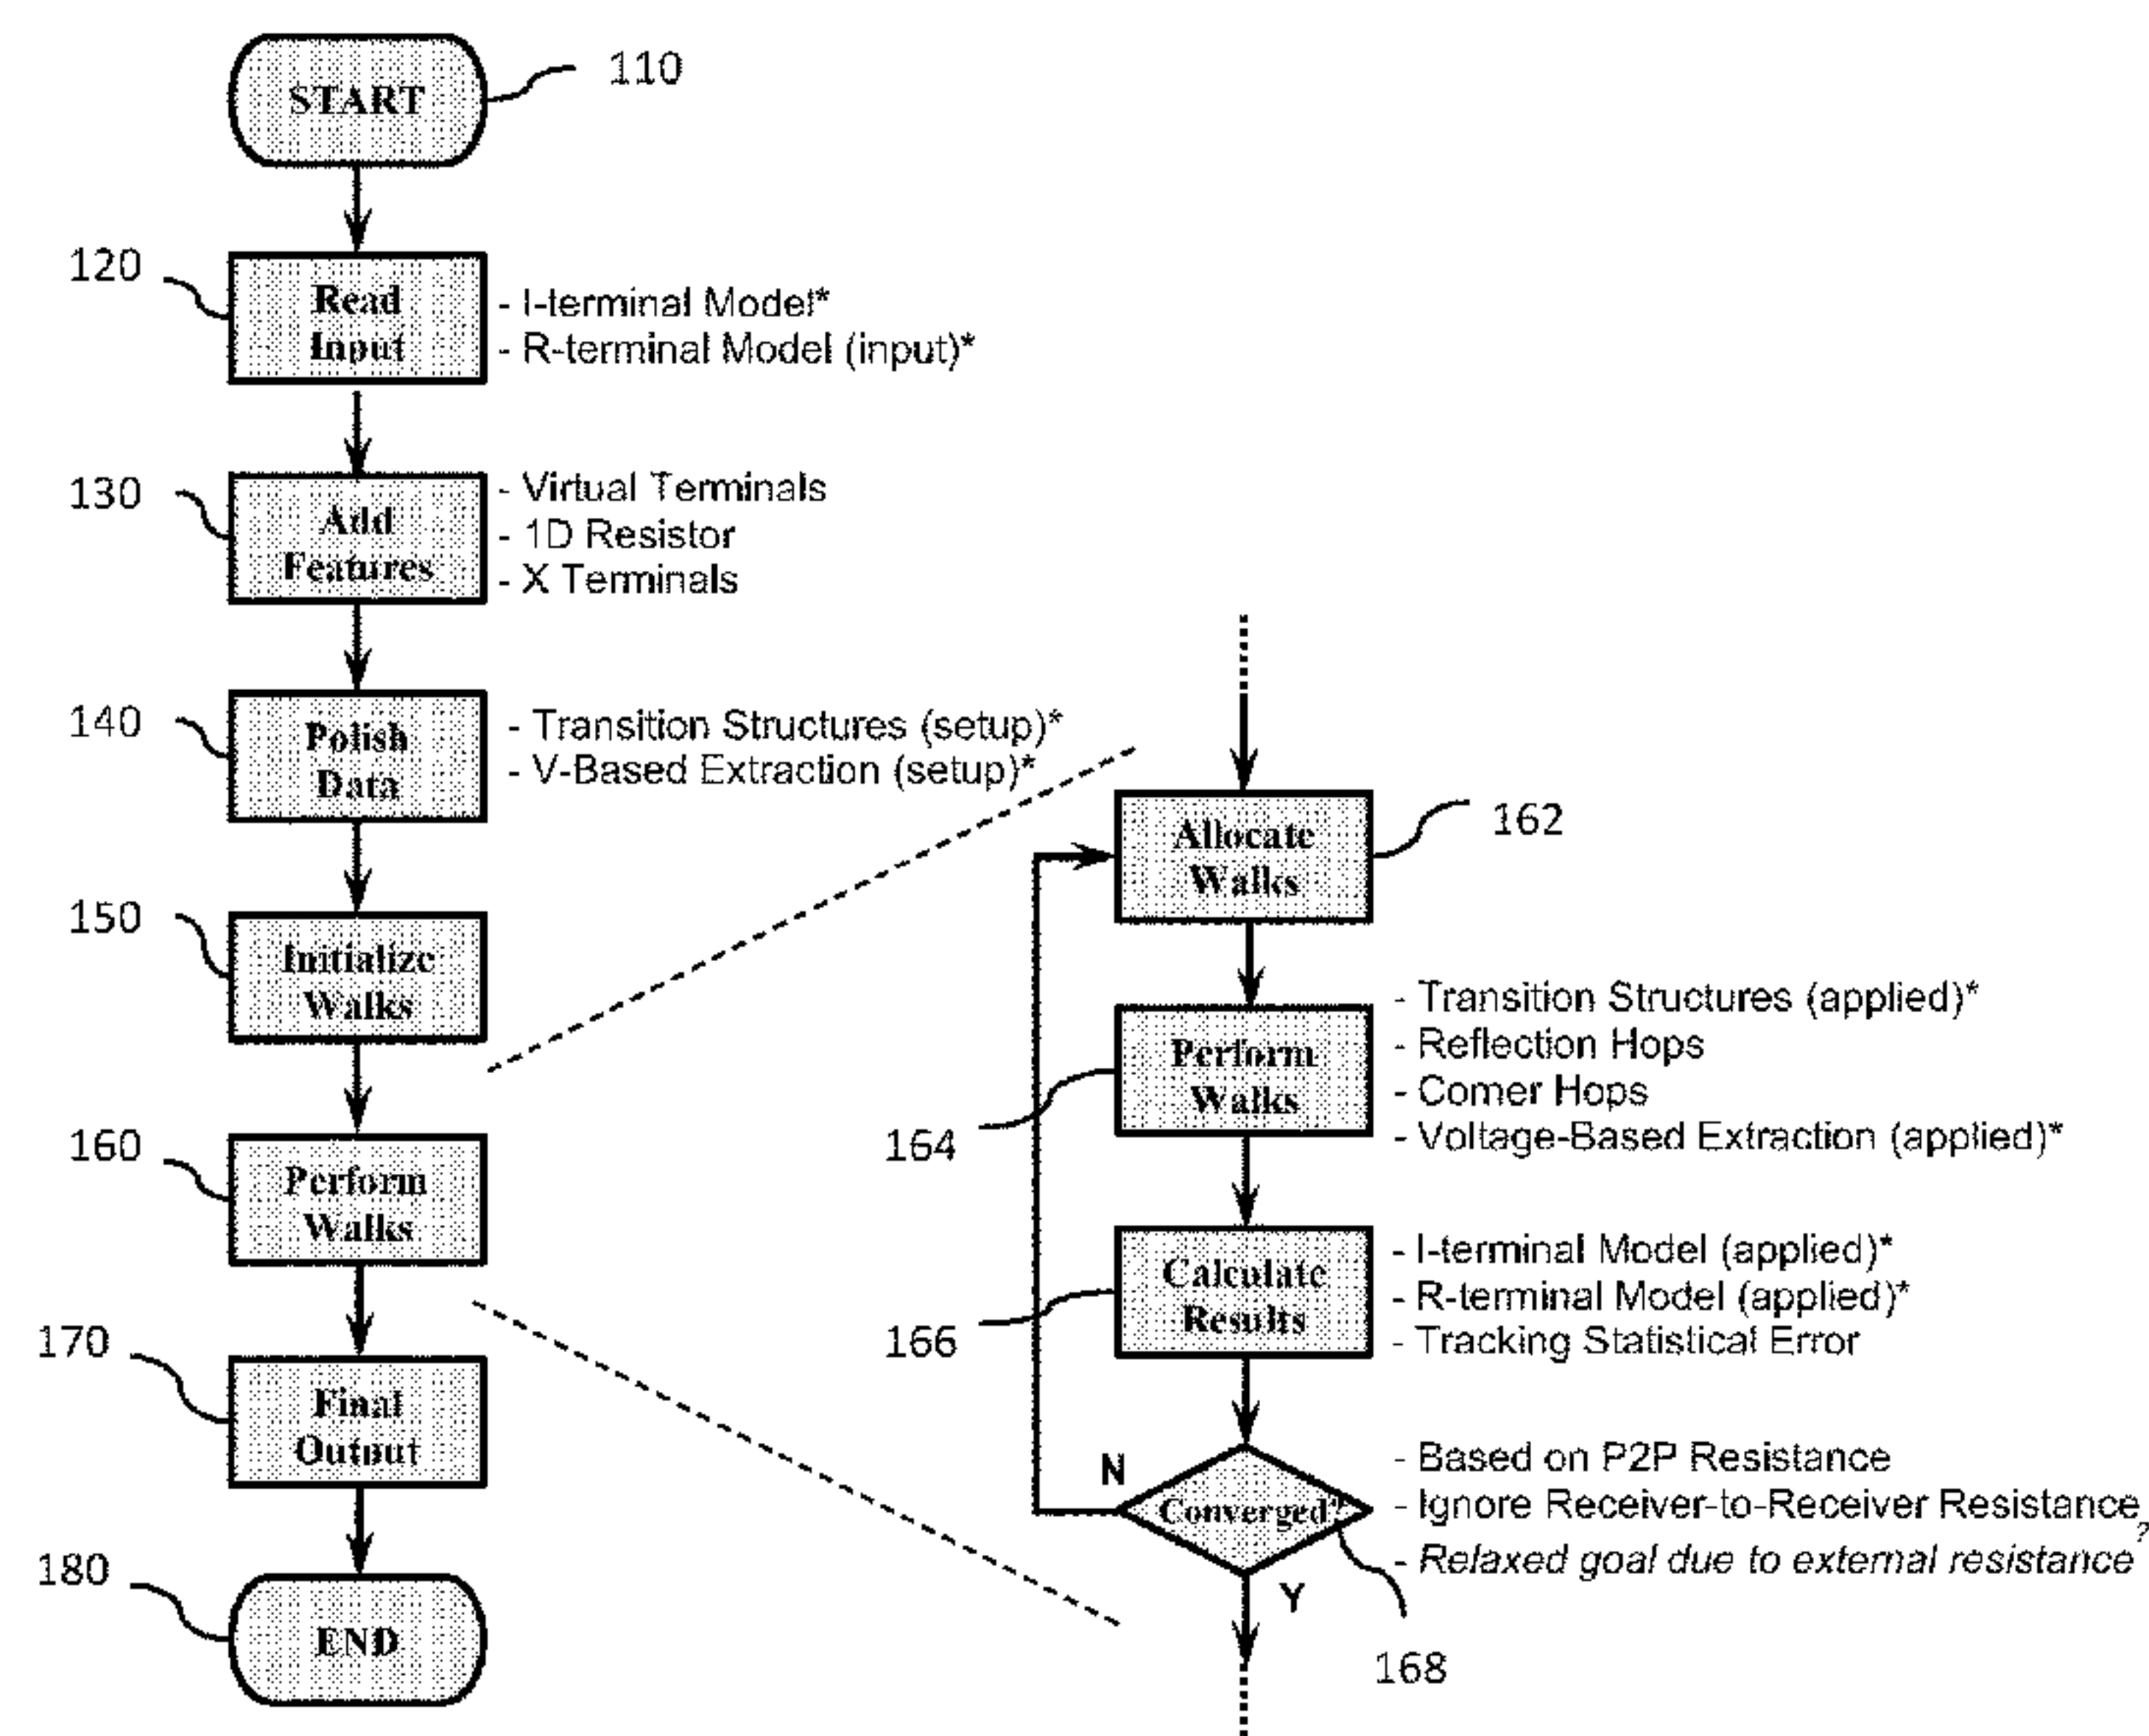 START
110
120
Read
Input
- I-terminal Model*
- R-terminal Model (input)*
130
Add
Features
- Virtual Terminals
- 1D Resistor
- X Terminals
140
Polish
Data
- Transition Structures (setup)*
- V-Based Extraction (setup)*
150
Initialize
Walks
160
Perform
Walks
170
Final
Output
180
END
Allocate
Walks
162
164
Perform
Walks
- Transition Structures (applied)*
- Reflection Hops
- Corner Hops
- Voltage-Based Extraction (applied)*
166
Calculate
Results
- I-terminal Model (applied)*
- R-terminal Model (applied)*
- Tracking Statistical Error
Converged?
N
Y
- Based on P2P Resistance
- Ignore Receiver-to-Receiver Resistance
- Relaxed goal due to external resistance?
168